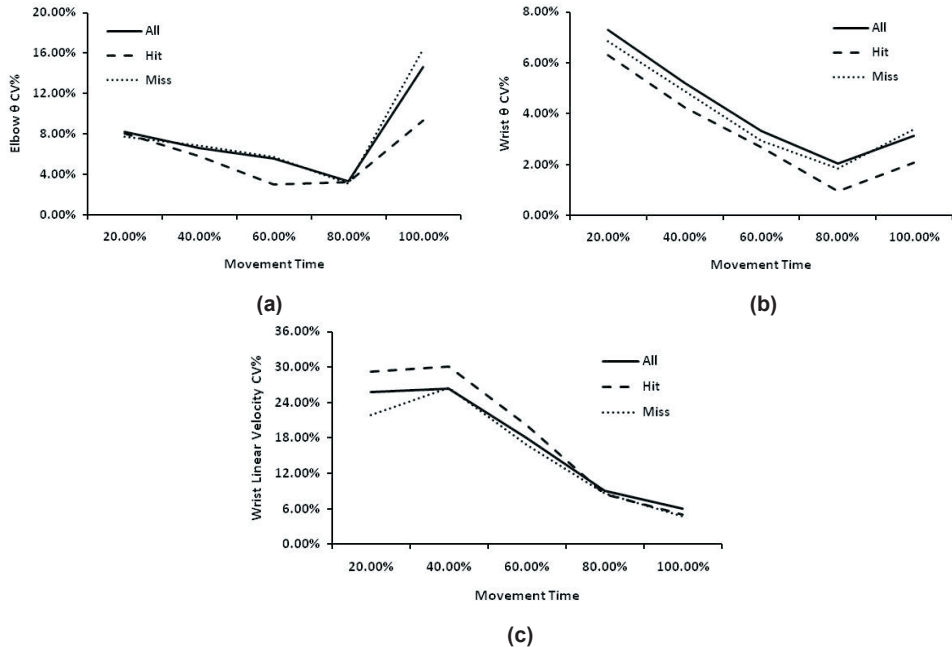 20.00%
16.00%
12.00%
8.00%
4.00%
0.00%
Elbow θ CV%
All
Hit
Miss
20.00% 40.00% 60.00% 80.00% 100.00%
Movement Time
(a)
8.00%
6.00%
4.00%
2.00%
0.00%
Wrist θ CV%
All
Hit
Miss
20.00% 40.00% 60.00% 80.00% 100.00%
Movement Time
(b)
36.00%
30.00%
24.00%
18.00%
12.00%
6.00%
0.00%
Wrist Linear Velocity CV%
All
Hit
Miss
20.00% 40.00% 60.00% 80.00% 100.00%
Movement Time
(c)